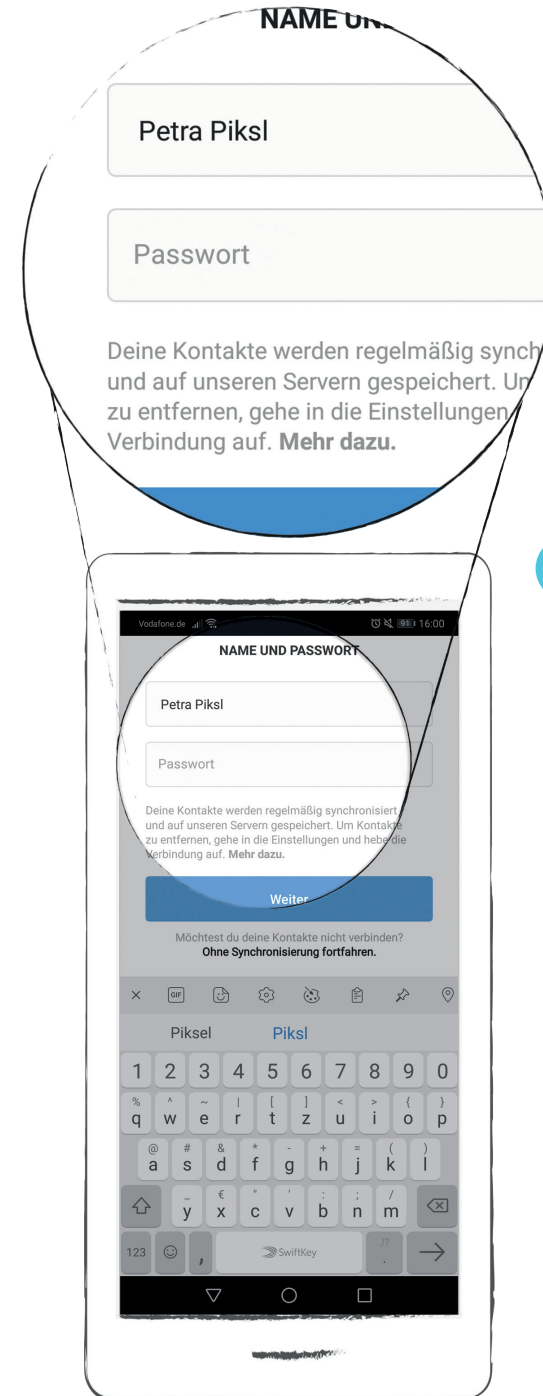 NAME UN
Petra Piksl
Passwort
Deine Kontakte werden regelmäßig synch
und auf unseren Servern gespeichert. Um
zu entfernen, gehe in die Einstellungen
Verbindung auf. Mehr dazu.
Vodafone.de 91 16:00
NAME UND PASSWORT
Petra Piksl
Passwort
Deine Kontakte werden regelmäßig synchronisiert
und auf unseren Servern gespeichert. Um Kontakte
zu entfernen, gehe in die Einstellungen und hebe die
Verbindung auf. Mehr dazu.
Weiter
Möchtest du deine Kontakte nicht verbinden?
Ohne Synchronisierung fortfahren.
GIF
Piksel Piksl
1 2 3 4 5 6 7 8 9 0
% ^ ~ | [ ] < > { }
q w e r t z u i o p
@ # & * - + = ( )
a s d f g h j k l
_ € " ' : ; /
y x c v b n m
123 , SwiftKey ,!? .